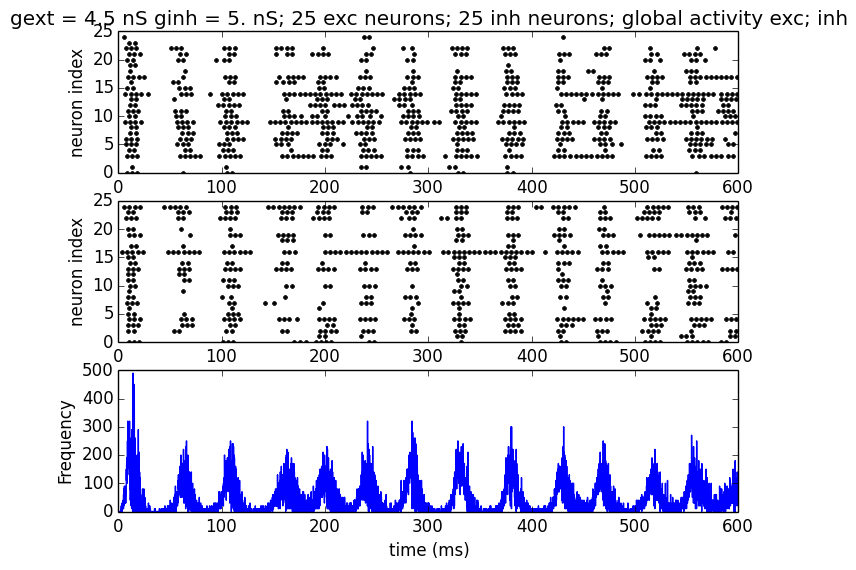 gext = 4.5 nS ginh = 5. nS; 25 exc neurons; 25 inh neurons; global activity exc; inh
25
20
15
10
5
0
neuron index
0 100 200 300 400 500 600
25
20
15
10
5
0
neuron index
0 100 200 300 400 500 600
500
400
300
200
100
0
Frequency
0 100 200 300 400 500 600
time (ms)